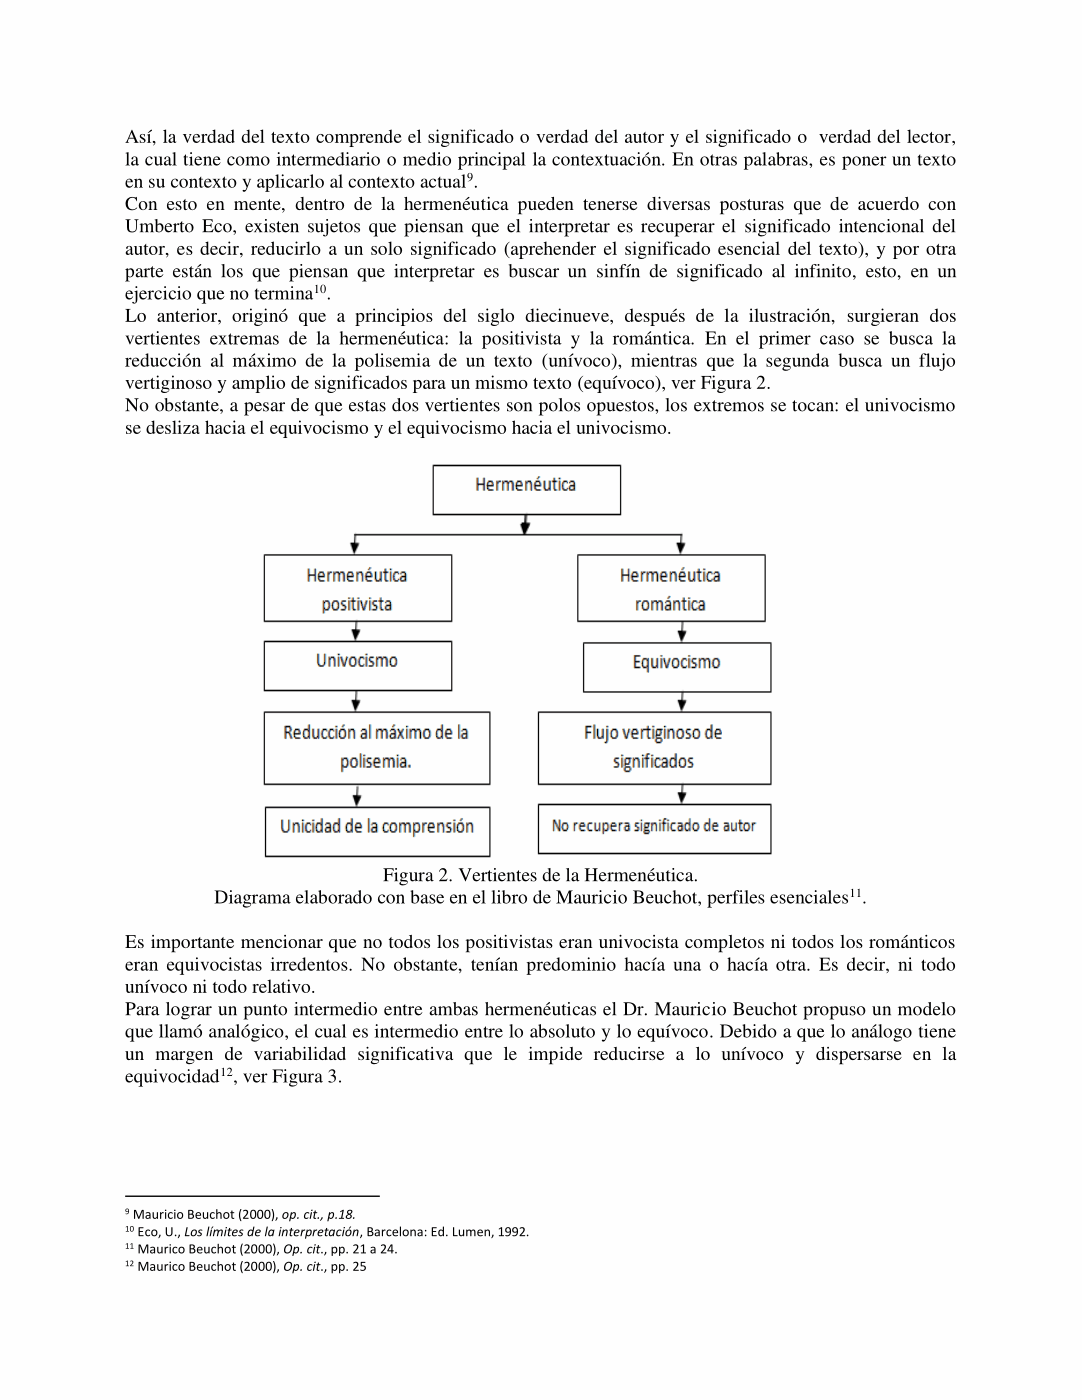 Así, la verdad del texto comprende el significado o verdad del autor y el significado o  verdad del lector,
la cual tiene como intermediario o medio principal la contextuación. En otras palabras, es poner un texto
en su contexto y aplicarlo al contexto actual9.
Con esto en mente, dentro de la hermenéutica pueden tenerse diversas posturas que de acuerdo con
Umberto Eco, existen sujetos que piensan que el interpretar es recuperar el significado intencional del
autor, es decir, reducirlo a un solo significado (aprehender el significado esencial del texto), y por otra
parte están los que piensan que interpretar es buscar un sinfín de significado al infinito, esto, en un
ejercicio que no termina10.
Lo anterior, originó que a principios del siglo diecinueve, después de la ilustración, surgieran dos
vertientes extremas de la hermenéutica: la positivista y la romántica. En el primer caso se busca la
reducción al máximo de la polisemia de un texto (unívoco), mientras que la segunda busca un flujo
vertiginoso y amplio de significados para un mismo texto (equívoco), ver Figura 2.
No obstante, a pesar de que estas dos vertientes son polos opuestos, los extremos se tocan: el univocismo
se desliza hacia el equivocismo y el equivocismo hacia el univocismo.
Hermenéutica
Hermenéutica
positivista
Hermenéutica
romántica
Univocismo
Equivocismo
Reducción al máximo de la
polisemia.
Flujo vertiginoso de
significados
Unicidad de la comprensión
No recupera significado de autor
Figura 2. Vertientes de la Hermenéutica.
Diagrama elaborado con base en el libro de Mauricio Beuchot, perfiles esenciales11.
Es importante mencionar que no todos los positivistas eran univocista completos ni todos los románticos
eran equivocistas irredentos. No obstante, tenían predominio hacía una o hacía otra. Es decir, ni todo
unívoco ni todo relativo.
Para lograr un punto intermedio entre ambas hermenéuticas el Dr. Mauricio Beuchot propuso un modelo
que llamó analógico, el cual es intermedio entre lo absoluto y lo equívoco. Debido a que lo análogo tiene
un margen de variabilidad significativa que le impide reducirse a lo unívoco y dispersarse en la
equivocidad12, ver Figura 3.
9 Mauricio Beuchot (2000), op. cit., p.18.
10 Eco, U., Los límites de la interpretación, Barcelona: Ed. Lumen, 1992.
11 Maurico Beuchot (2000), Op. cit., pp. 21 a 24.
12 Maurico Beuchot (2000), Op. cit., pp. 25